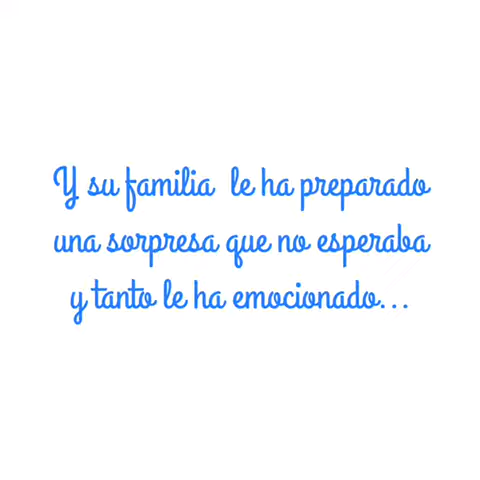 Y su familia le ha preparado
una sorpresa que no esperaba
y tanto le ha emocionado...